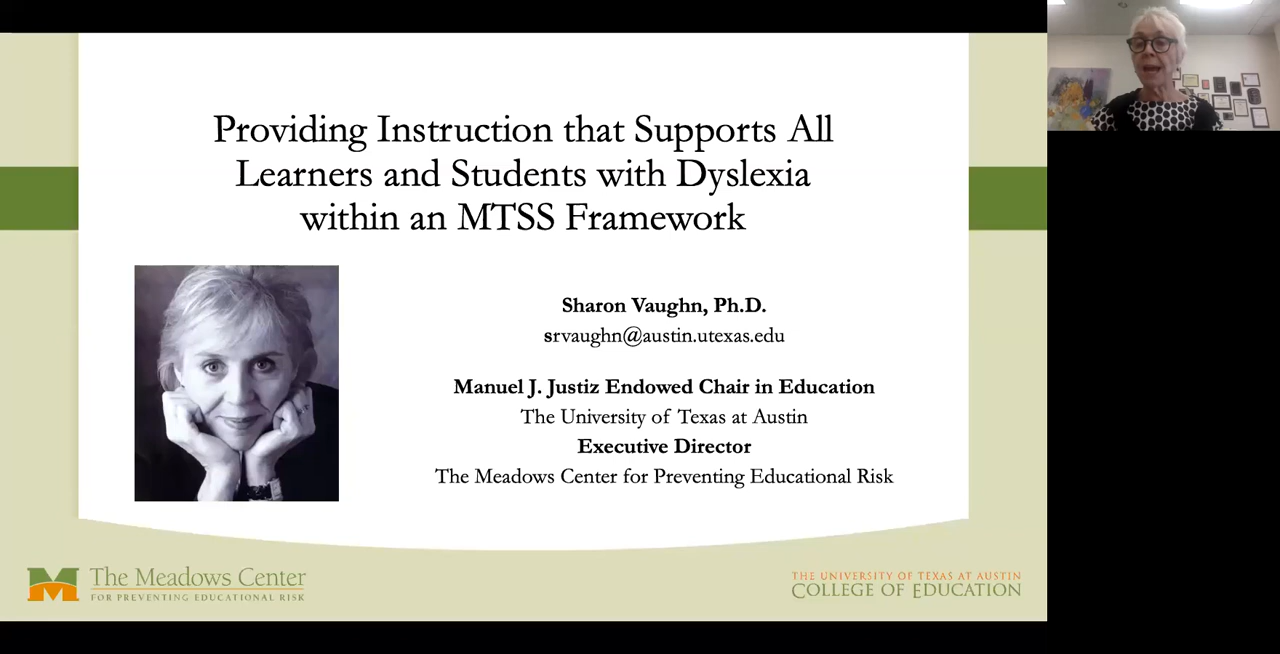 Providing Instruction that Supports All
Learners and Students with Dyslexia
within an MTSS Framework
Sharon Vaughn, Ph.D.
srvaughn@austin.utexas.edu
Manuel J. Justiz Endowed Chair in Education
The University of Texas at Austin
Executive Director
The Meadows Center for Preventing Educational Risk
The Meadows Center
FOR PREVENTING EDUCATIONAL RISK
THE UNIVERSITY OF TEXAS AT AUSTIN
COLLEGE OF EDUCATION